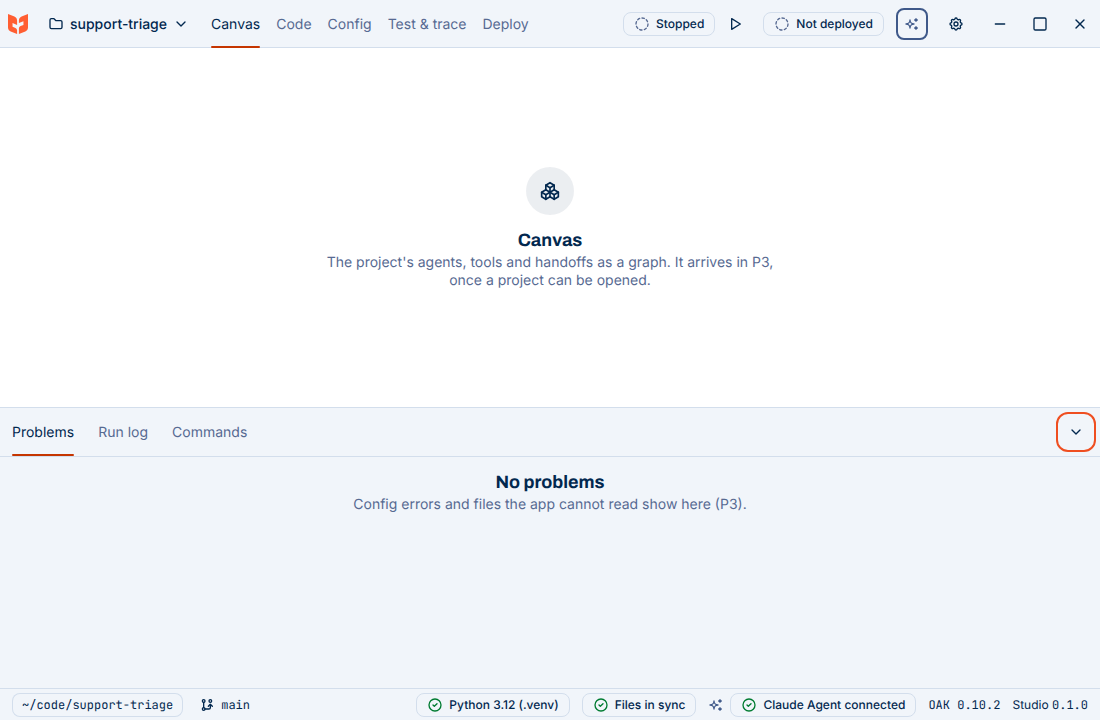 support-triage Canvas Code Config Test & trace Deploy Stopped Not deployed
Canvas
The project's agents, tools and handoffs as a graph. It arrives in P3,
once a project can be opened.
Problems Run log Commands
No problems
Config errors and files the app cannot read show here (P3).
~/code/support-triage main Python 3.12 (.venv) Files in sync Claude Agent connected OAK 0.10.2 Studio 0.1.0